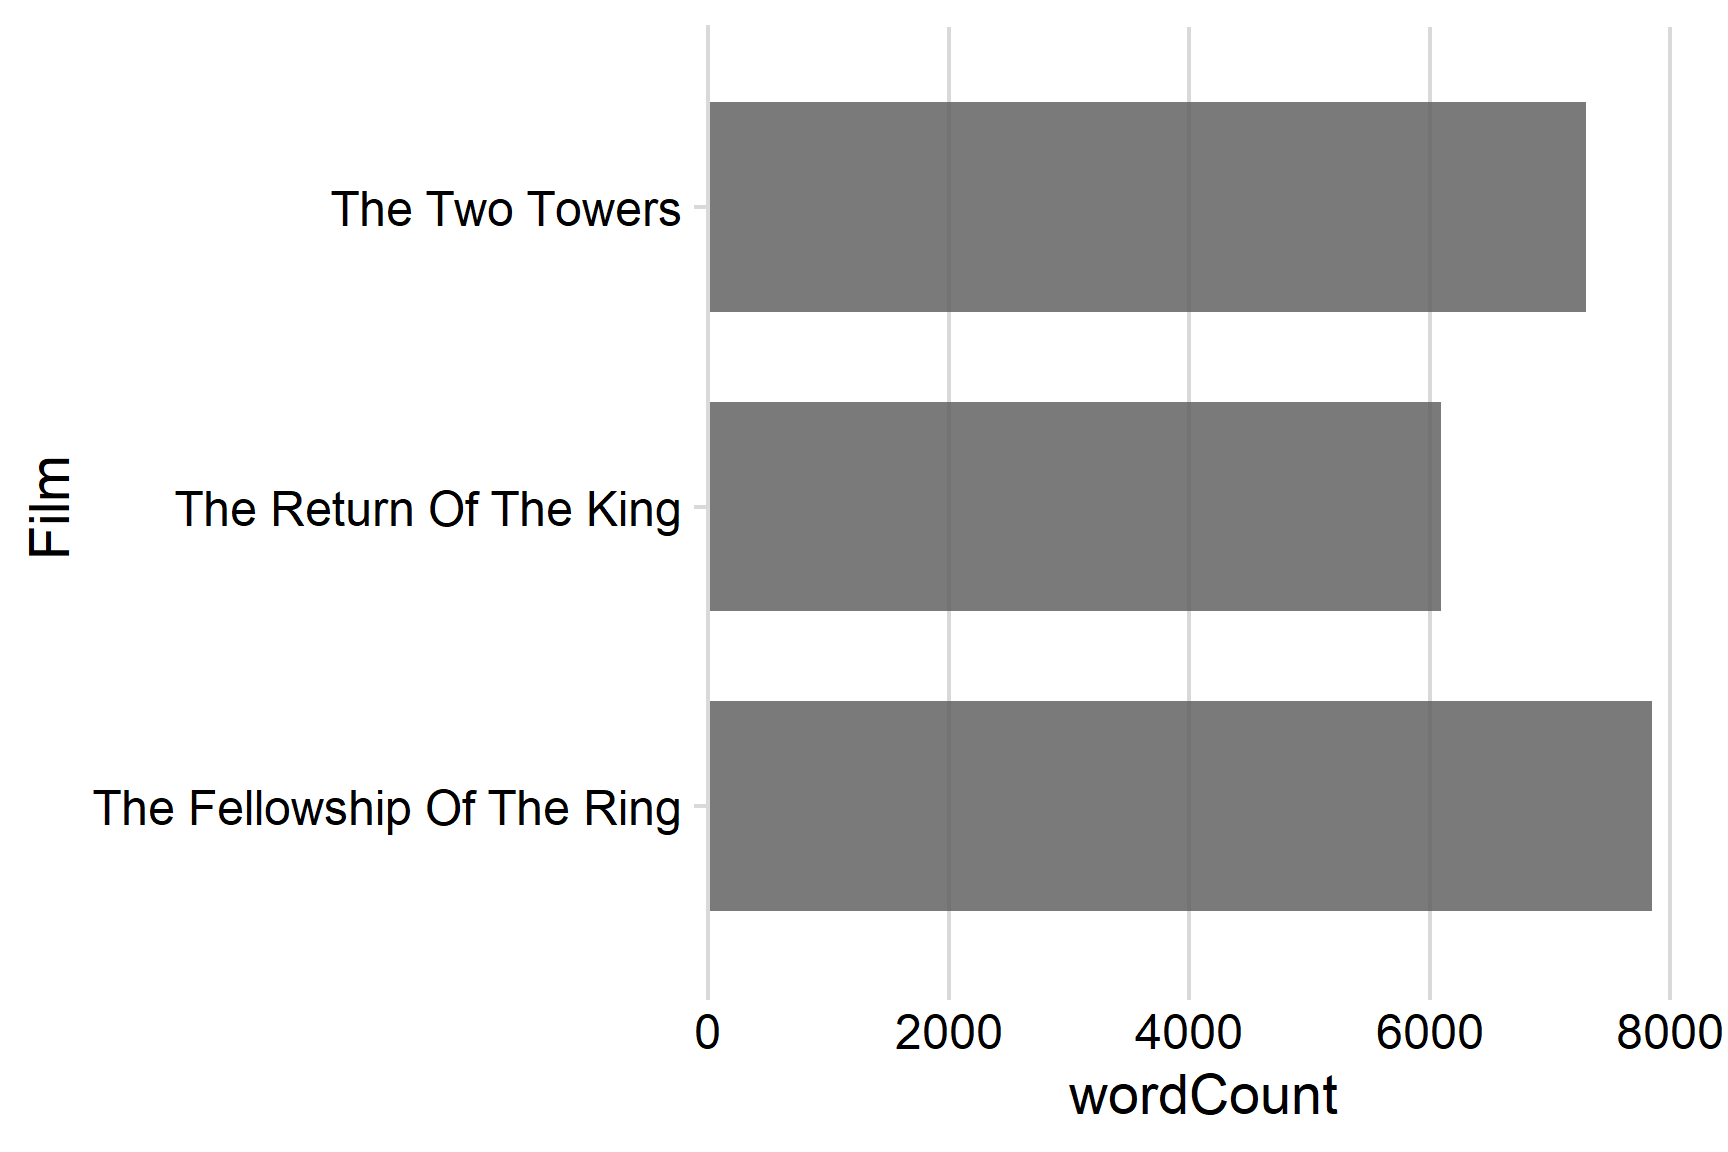 The Two Towers
The Return Of The King
The Fellowship Of The Ring
Film
0 2000 4000 6000 8000
wordCount